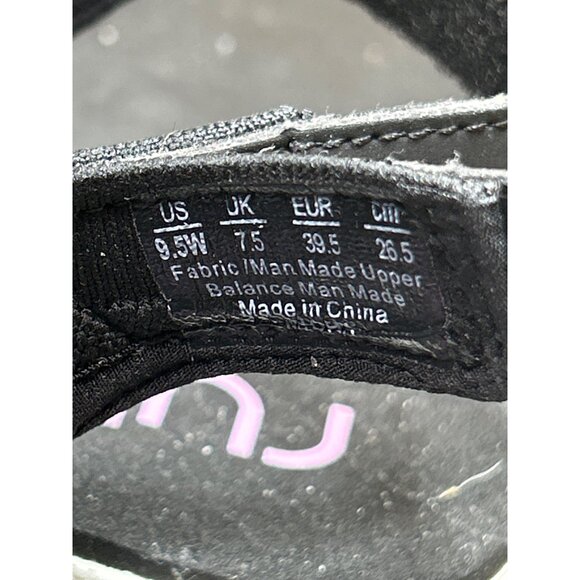 US UK EUR cm
9.5W 7.5 39.5 26.5
Fabric/Man Made Upper
Balance Man Made
Made in China